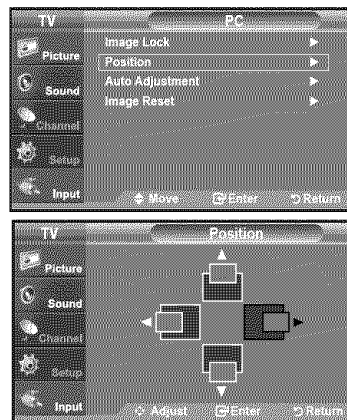 TV PC
Picture
Sound
Channel
Setup
Input
Image Lock
Position
Auto Adjustment
Image Reset
Move Enter Return
TV Position
Picture
Sound
Channel
Setup
Input
Adjust Enter Return